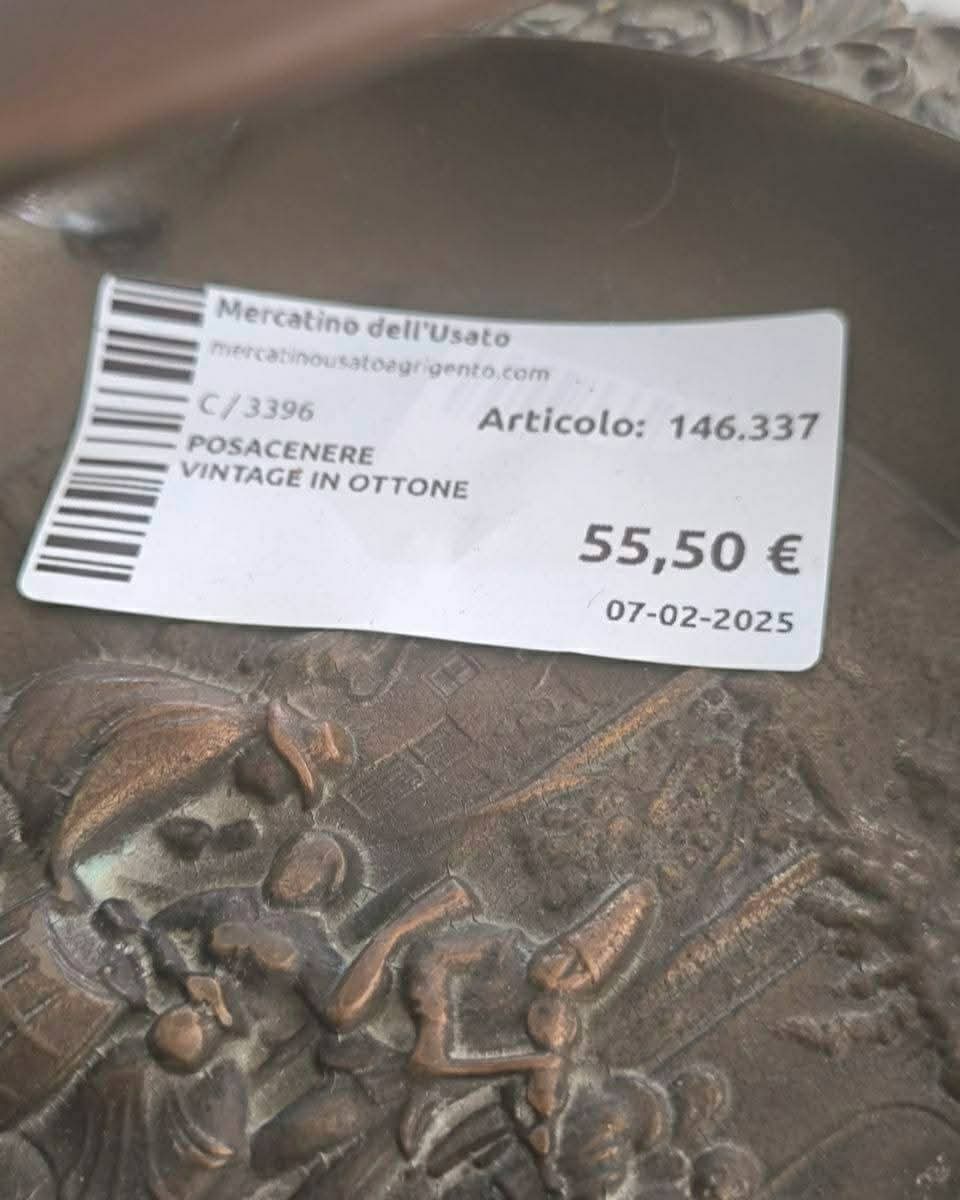 Mercatino dell'Usato
mercatinousatoagrigento.com
C/3396
Articolo: 146.337
POSACENERE
VINTAGE IN OTTONE
55,50 €
07-02-2025